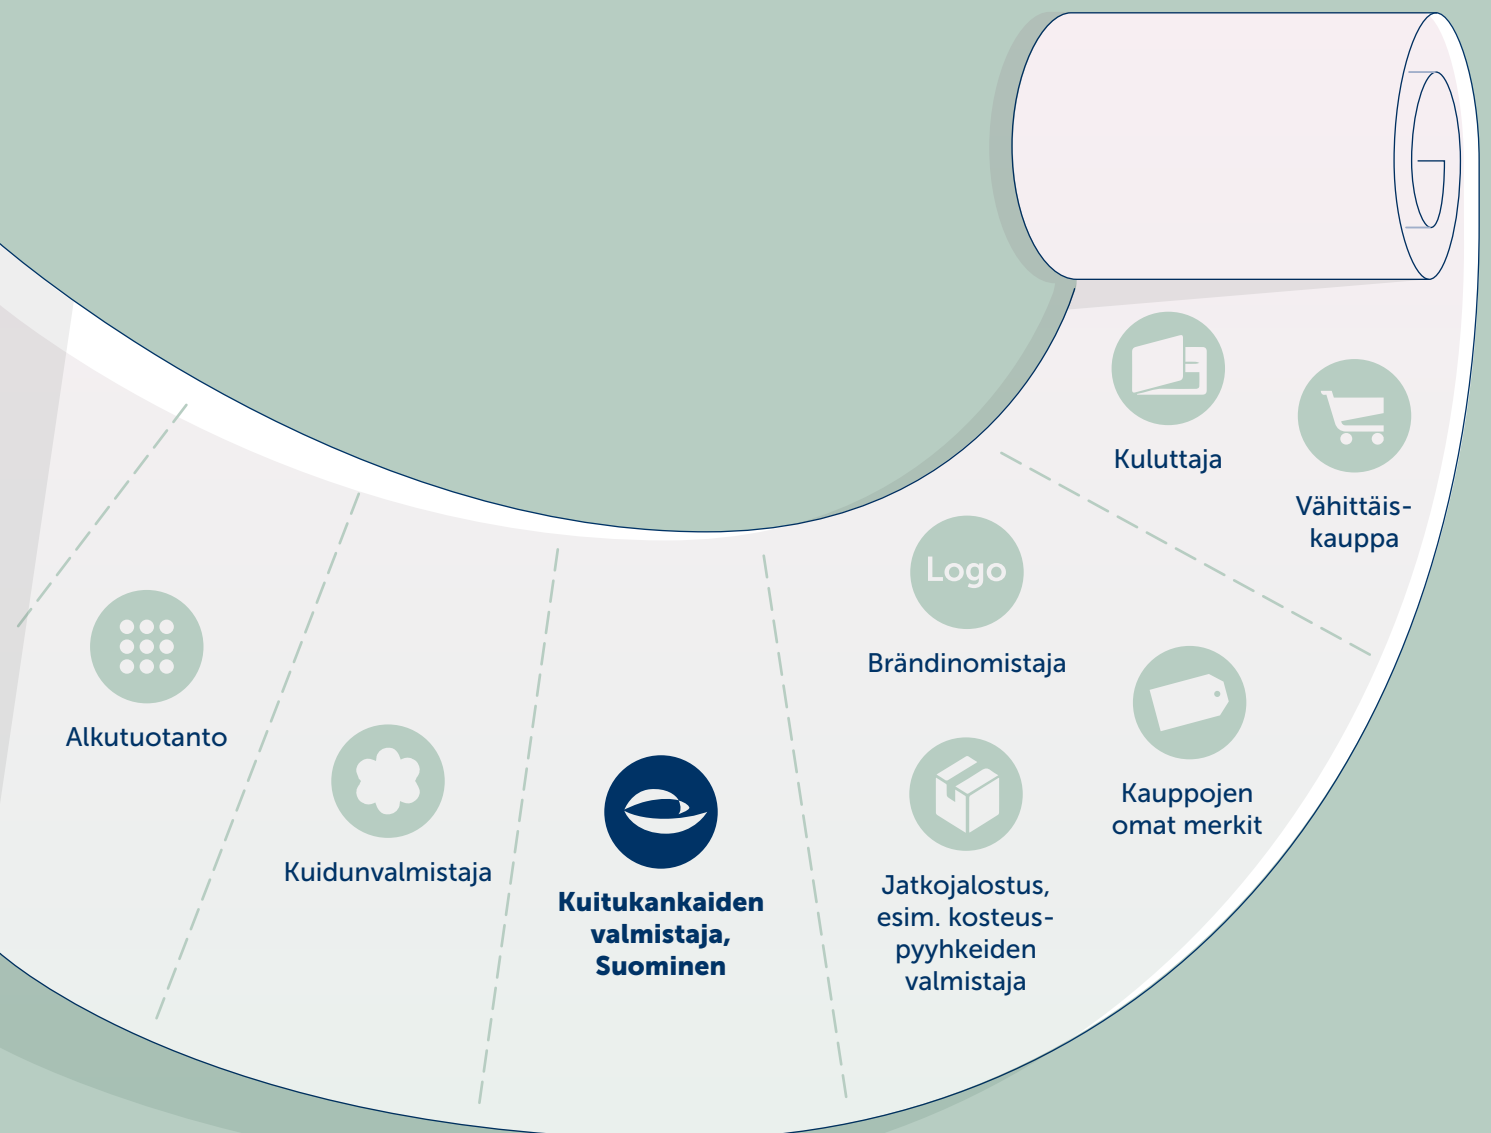 Alkutuotanto
Kuidunvalmistaja
Kuitukankaiden
valmistaja,
Suominen
Logo
Brändinomistaja
Jatkojalostus,
esim. kosteus-
pyyhkeiden
valmistaja
Kauppojen
omat merkit
Kuluttaja
Vähittäis-
kauppa